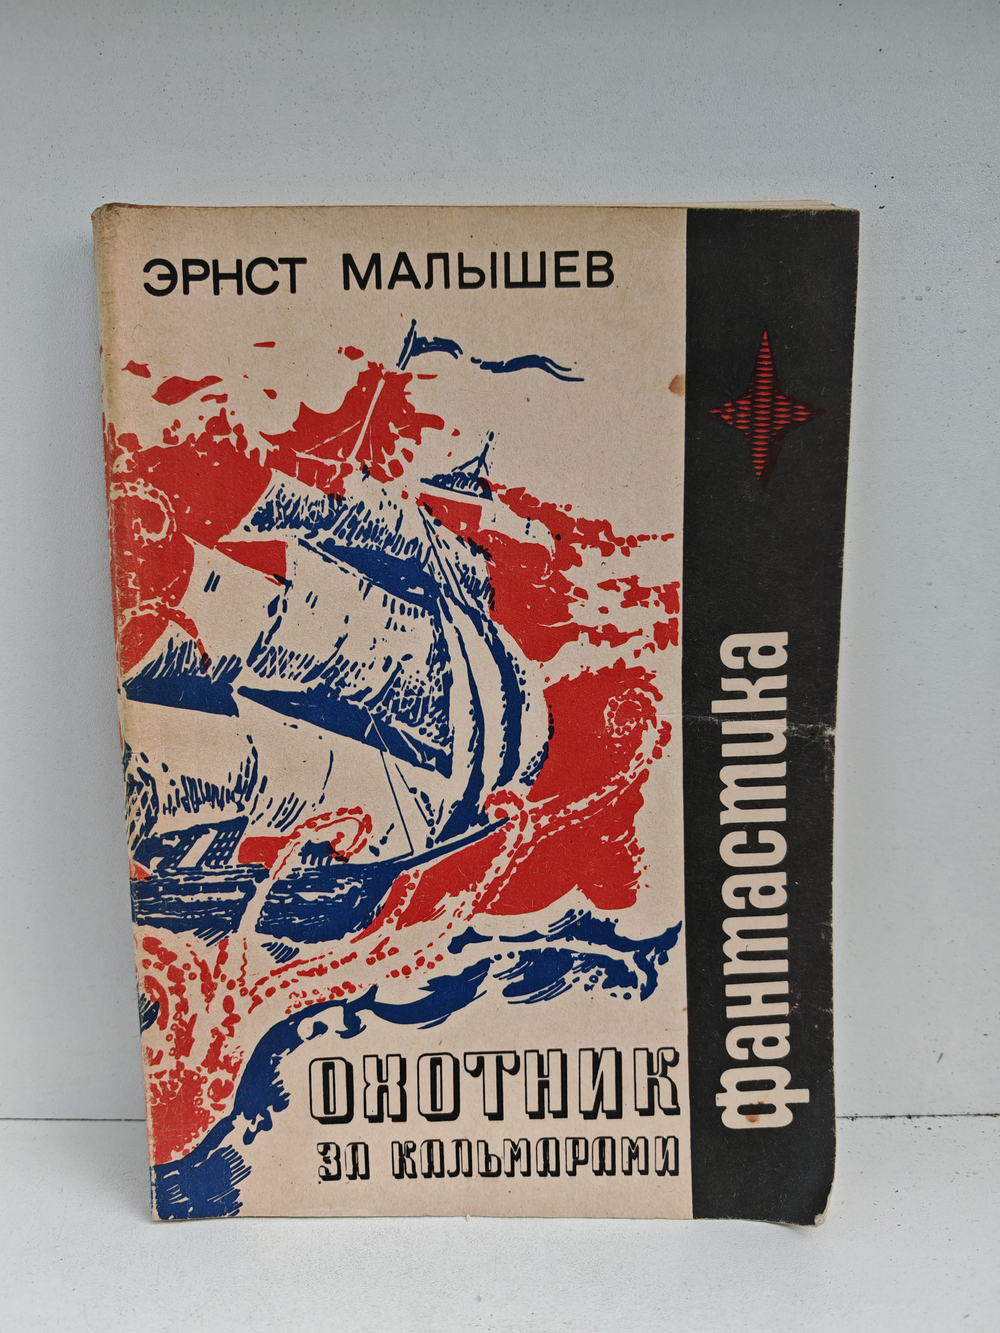 ЭРНСТ МАЛЫШЕВ
ОХОТНИК
ЗА КАЛЬМАРАМИ
фантастика